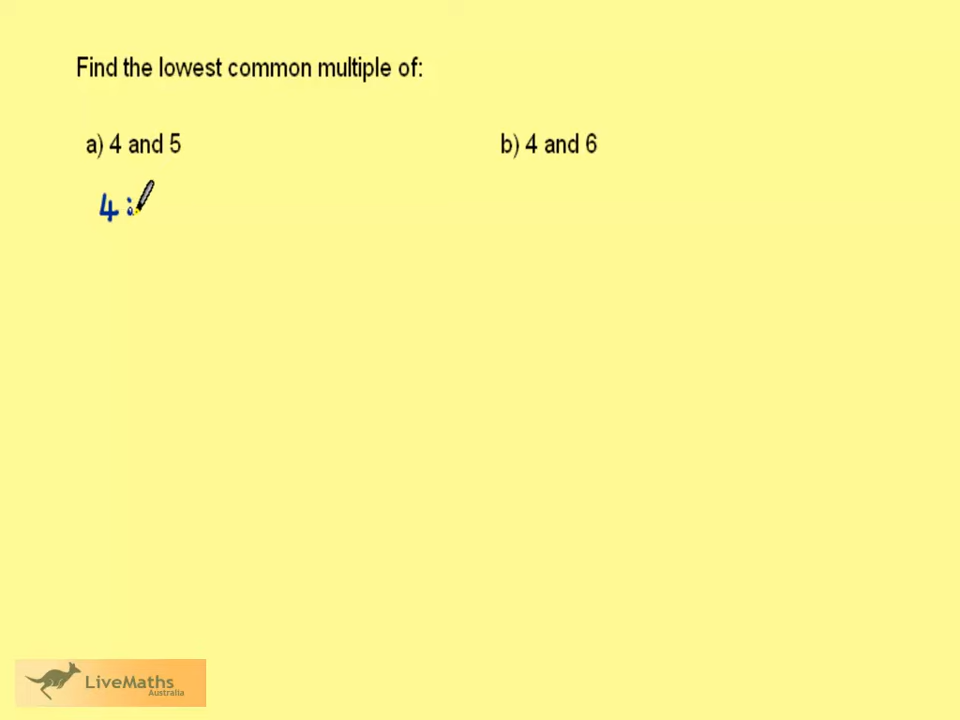 Find the lowest common multiple of:
a) 4 and 5
b) 4 and 6
4 :
LiveMaths
Australia